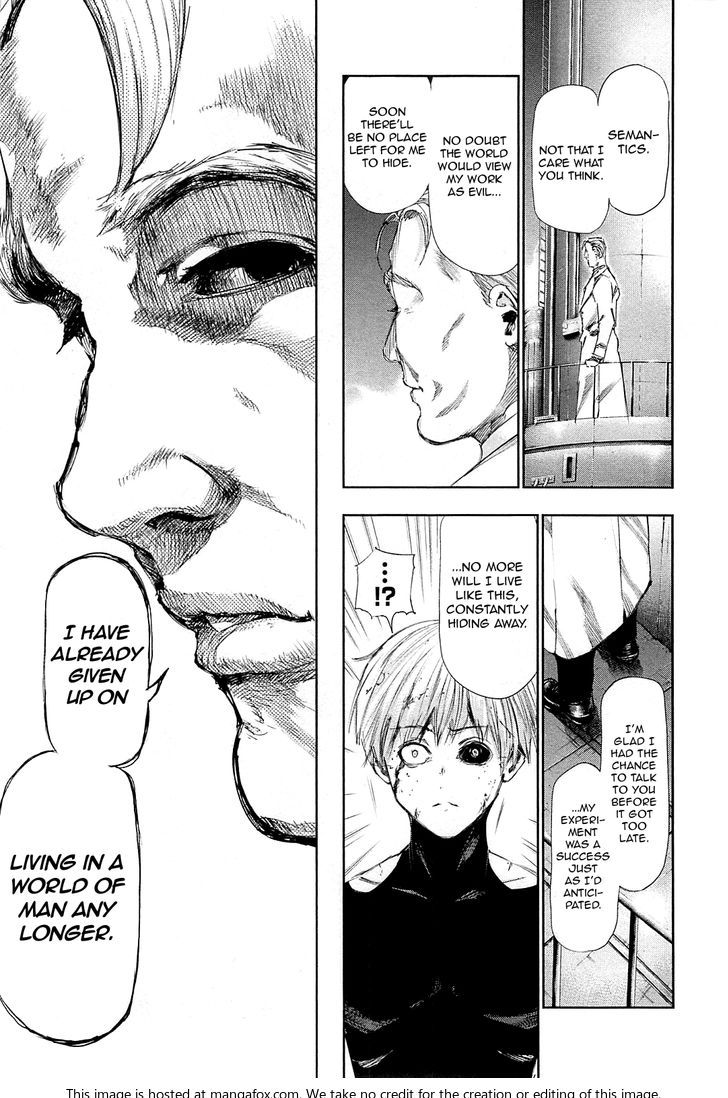 SEMAN-
TICS.
NOT THAT I
CARE WHAT
YOU THINK.
NO DOUBT
THE WORLD
WOULD VIEW
MY WORK
AS EVIL...
SOON
THERE'LL
BE NO PLACE
LEFT FOR ME
TO HIDE.
I'M
GLAD I
HAD THE
CHANCE
TO TALK
TO YOU
BEFORE
IT GOT
TOO
LATE.
...MY
EXPERI-
MENT
WAS A
SUCCESS
JUST
AS I'D
ANTICI-
PATED.
...NO MORE
WILL I LIVE
LIKE THIS,
CONSTANTLY
HIDING AWAY.
...
!?
I HAVE
ALREADY
GIVEN
UP ON
LIVING IN A
WORLD OF
MAN ANY
LONGER.
This image is hosted at mangafox.com. We take no credit for the creation or editing of this image.